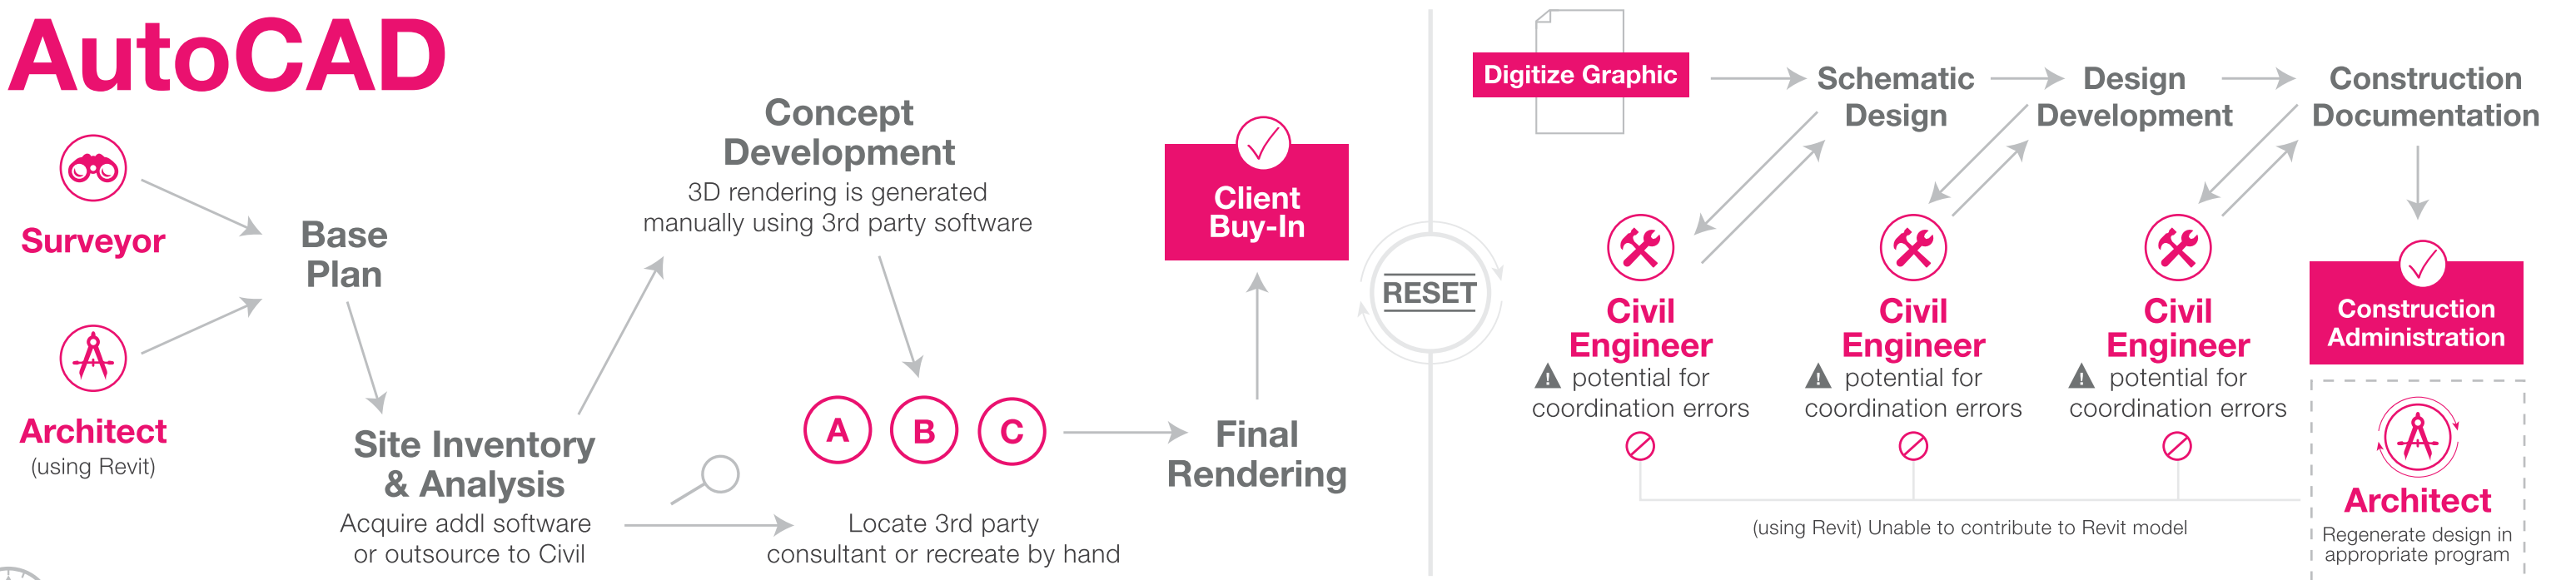 AutoCAD
Surveyor
Architect
(using Revit)
Base
Plan
Site Inventory
& Analysis
Acquire addl software
or outsource to Civil
Concept
Development
3D rendering is generated
manually using 3rd party software
A B C
Locate 3rd party
consultant or recreate by hand
Final
Rendering
Client
Buy-In
RESET
Digitize Graphic
Schematic
Design
Design
Development
Construction
Documentation
Civil
Engineer
! potential for
coordination errors
Civil
Engineer
! potential for
coordination errors
Civil
Engineer
! potential for
coordination errors
(using Revit) Unable to contribute to Revit model
Construction
Administration
Architect
Regenerate design in
appropriate program